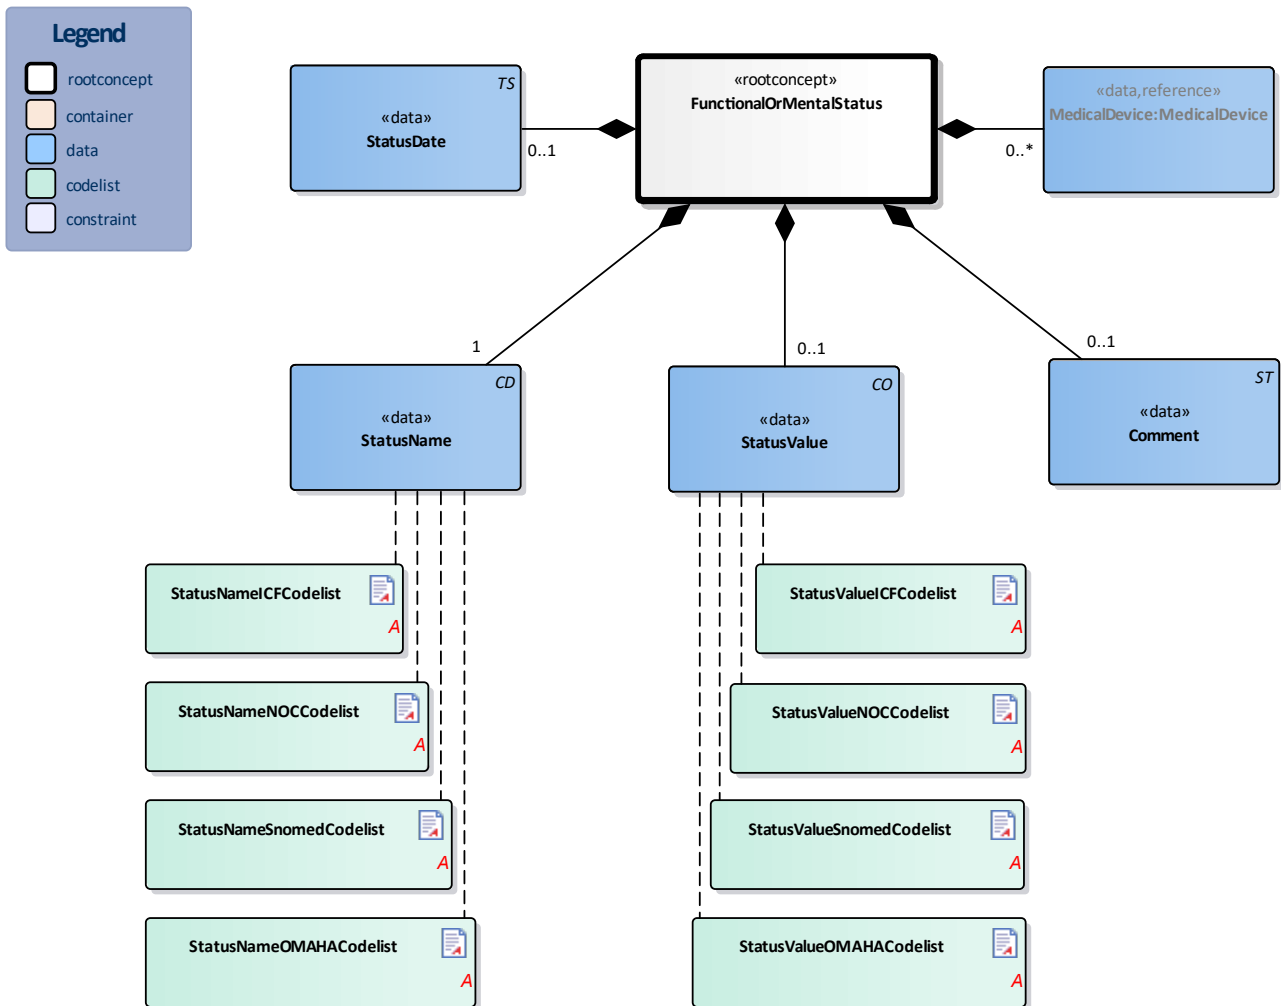 Legend
rootconcept
container
data
codelist
constraint
TS
«data»
StatusDate
0..1
«rootconcept»
FunctionalOrMentalStatus
«data,reference»
MedicalDevice:MedicalDevice
0..*
1
0..1
0..1
CD
«data»
StatusName
CO
«data»
StatusValue
ST
«data»
Comment
StatusNameICFCodelist
A
StatusValueICFCodelist
A
StatusNameNOCCodelist
A
StatusValueNOCCodelist
A
StatusNameSnomedCodelist
A
StatusValueSnomedCodelist
A
StatusNameOMAHACodelist
A
StatusValueOMAHACodelist
A